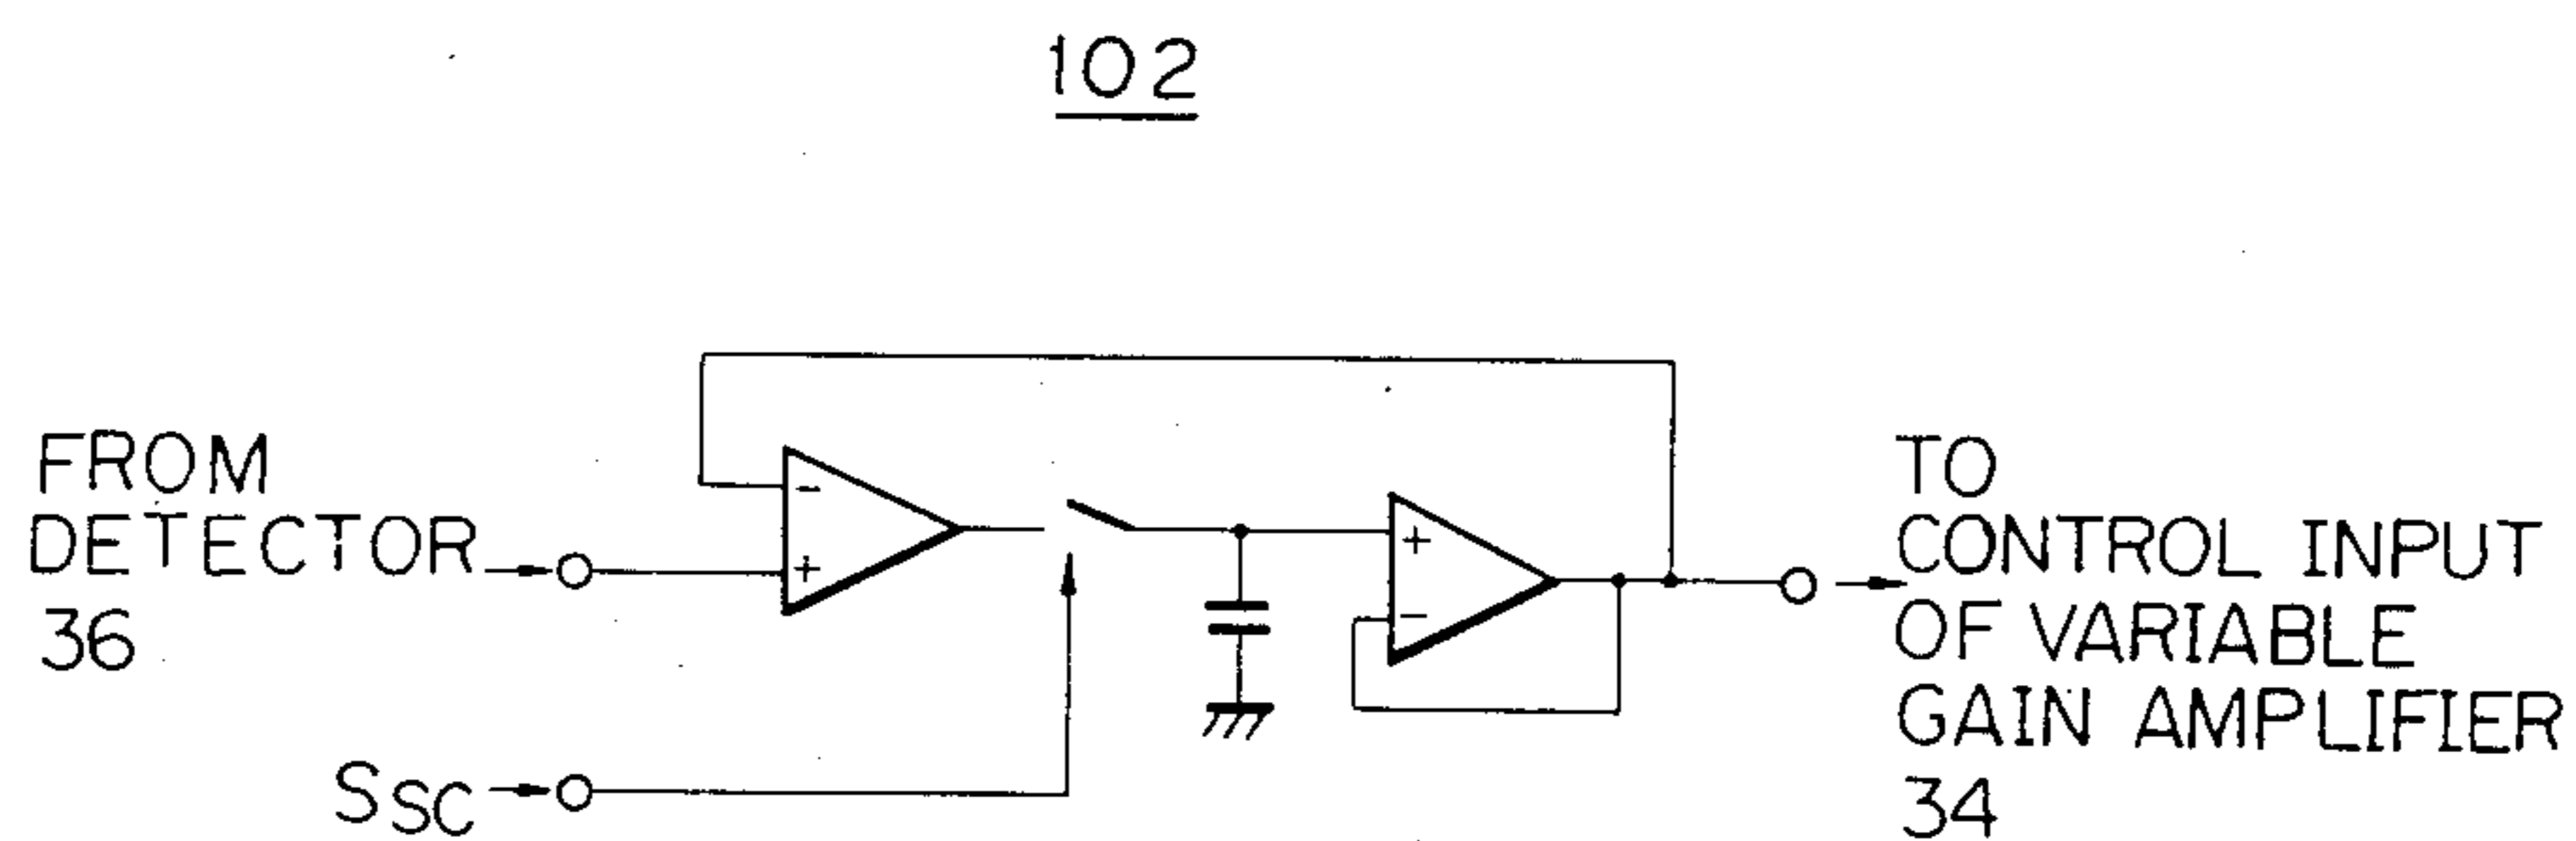 102
FROM
DETECTOR
36
SSC
-
+
+
-
TO
CONTROL INPUT
OF VARIABLE
GAIN AMPLIFIER
34